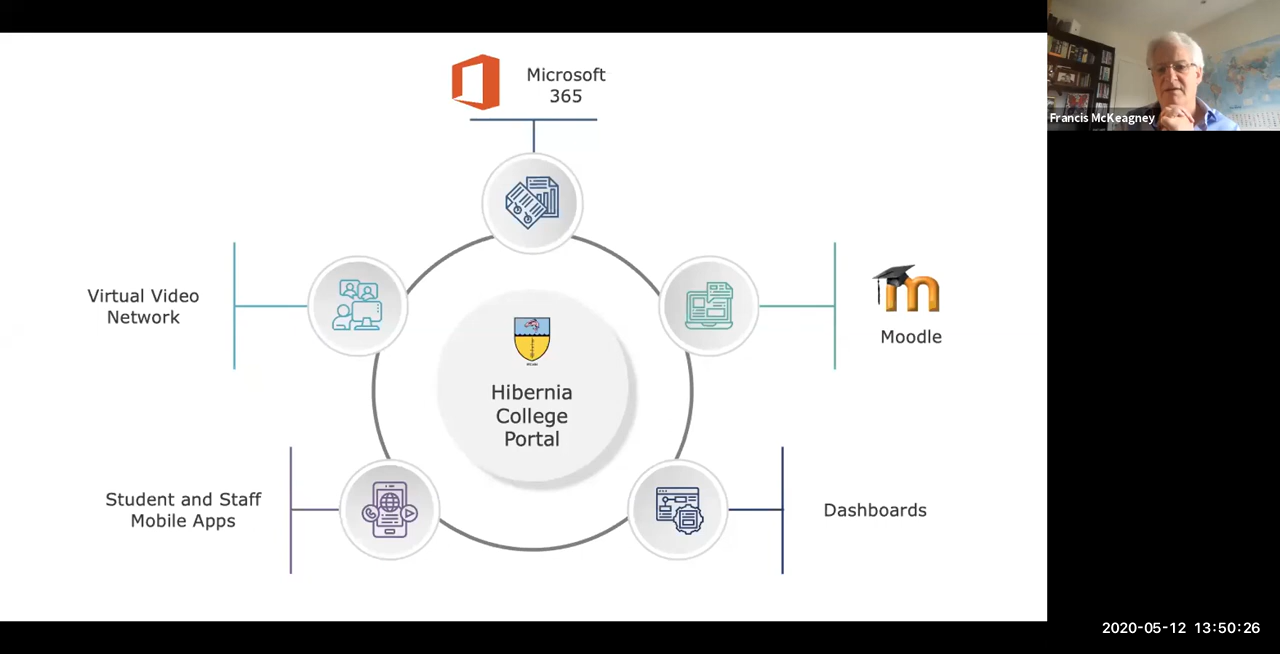 Microsoft
365
Francis McKeagney
Virtual Video
Network
Moodle
Hibernia
College
Portal
Student and Staff
Mobile Apps
Dashboards
2020-05-12 13:50:26